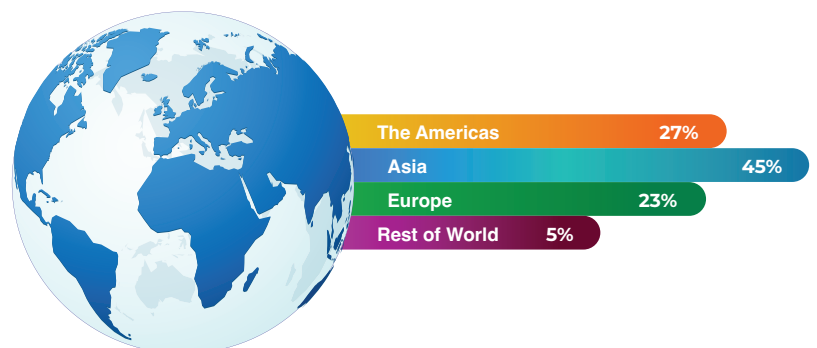 The Americas 27%
Asia 45%
Europe 23%
Rest of World 5%